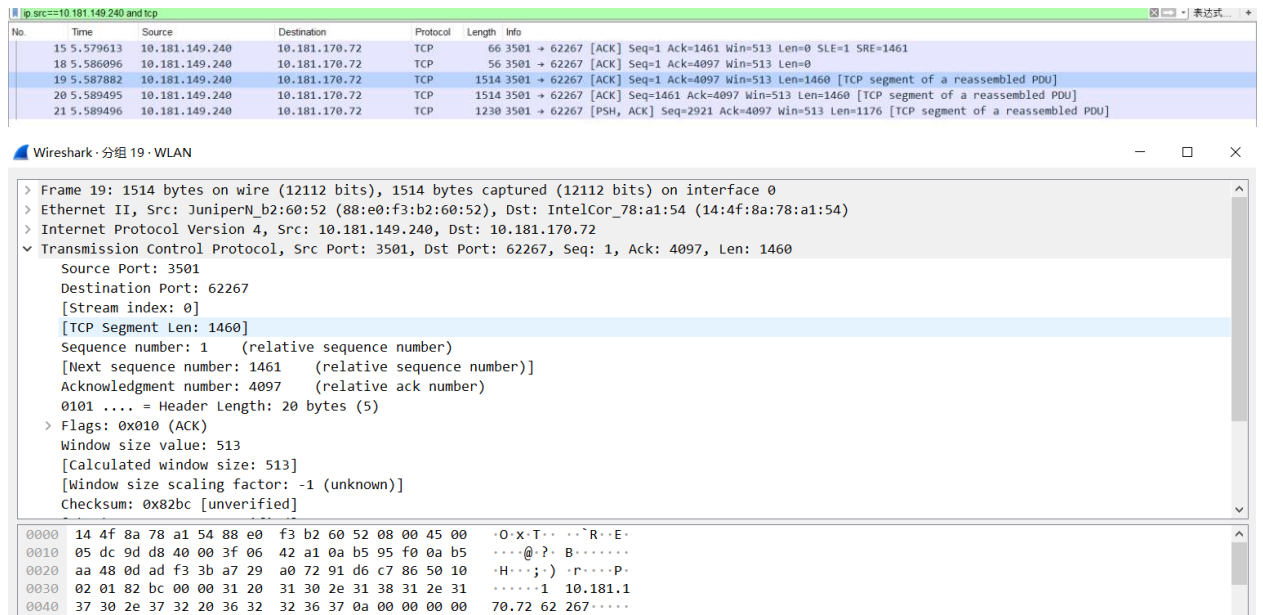 ip.src==10.181.149.240 and tcp 表达式… +
No. Time Source Destination Protocol Length Info
15 5.579613 10.181.149.240 10.181.170.72 TCP 66 3501 → 62267 [ACK] Seq=1 Ack=1461 Win=513 Len=0 SLE=1 SRE=1461
18 5.586096 10.181.149.240 10.181.170.72 TCP 56 3501 → 62267 [ACK] Seq=1 Ack=4097 Win=513 Len=0
19 5.587882 10.181.149.240 10.181.170.72 TCP 1514 3501 → 62267 [ACK] Seq=1 Ack=4097 Win=513 Len=1460 [TCP segment of a reassembled PDU]
20 5.589495 10.181.149.240 10.181.170.72 TCP 1514 3501 → 62267 [ACK] Seq=1461 Ack=4097 Win=513 Len=1460 [TCP segment of a reassembled PDU]
21 5.589496 10.181.149.240 10.181.170.72 TCP 1230 3501 → 62267 [PSH, ACK] Seq=2921 Ack=4097 Win=513 Len=1176 [TCP segment of a reassembled PDU]
Wireshark · 分组 19 · WLAN
Frame 19: 1514 bytes on wire (12112 bits), 1514 bytes captured (12112 bits) on interface 0
Ethernet II, Src: JuniperN_b2:60:52 (88:e0:f3:b2:60:52), Dst: IntelCor_78:a1:54 (14:4f:8a:78:a1:54)
Internet Protocol Version 4, Src: 10.181.149.240, Dst: 10.181.170.72
Transmission Control Protocol, Src Port: 3501, Dst Port: 62267, Seq: 1, Ack: 4097, Len: 1460
Source Port: 3501
Destination Port: 62267
[Stream index: 0]
[TCP Segment Len: 1460]
Sequence number: 1 (relative sequence number)
[Next sequence number: 1461 (relative sequence number)]
Acknowledgment number: 4097 (relative ack number)
0101 .... = Header Length: 20 bytes (5)
Flags: 0x010 (ACK)
Window size value: 513
[Calculated window size: 513]
[Window size scaling factor: -1 (unknown)]
Checksum: 0x82bc [unverified]
0000 14 4f 8a 78 a1 54 88 e0 f3 b2 60 52 08 00 45 00 ·O·x·T·· ··`R··E·
0010 05 dc 9d d8 40 00 3f 06 42 a1 0a b5 95 f0 0a b5 ····@·?· B·······
0020 aa 48 0d ad f3 3b a7 29 a0 72 91 d6 c7 86 50 10 ·H···;·) ·r····P·
0030 02 01 82 bc 00 00 31 20 31 30 2e 31 38 31 2e 31 ······1 10.181.1
0040 37 30 2e 37 32 20 36 32 32 36 37 0a 00 00 00 00 70.72 62 267·····